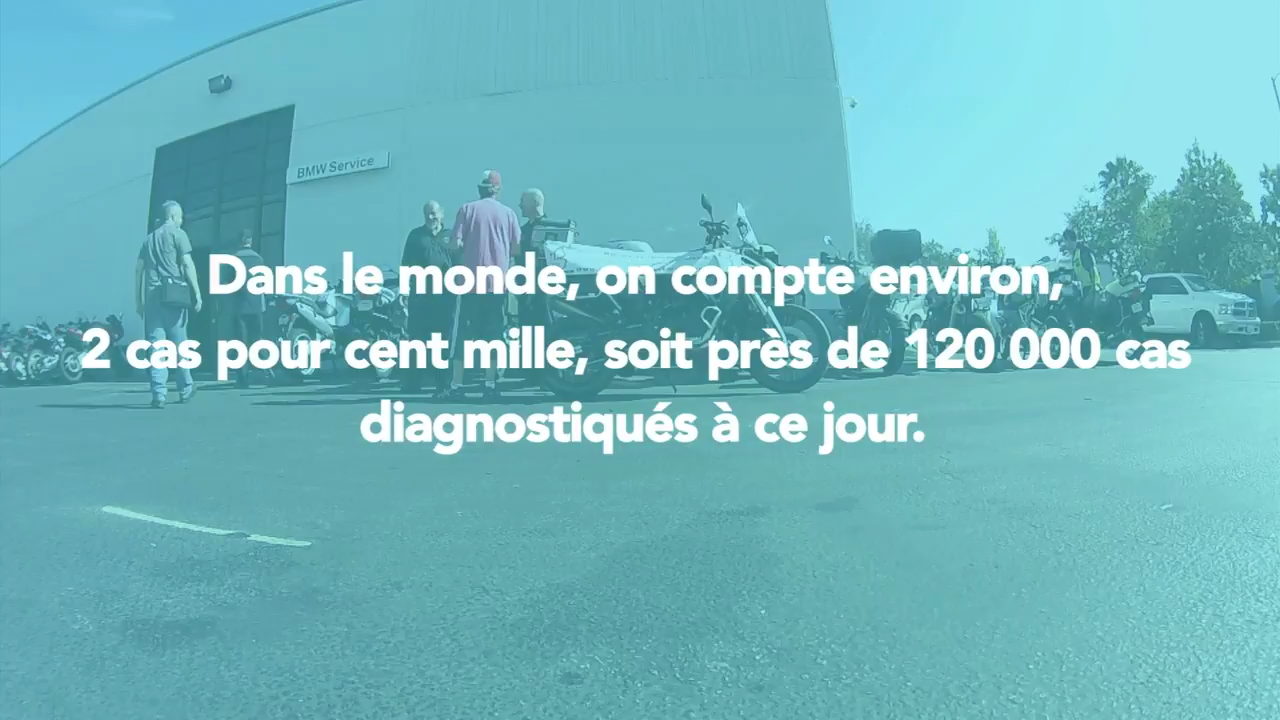 BMW Service
Dans le monde, on compte environ,
2 cas pour cent mille, soit près de 120 000 cas
diagnostiqués à ce jour.